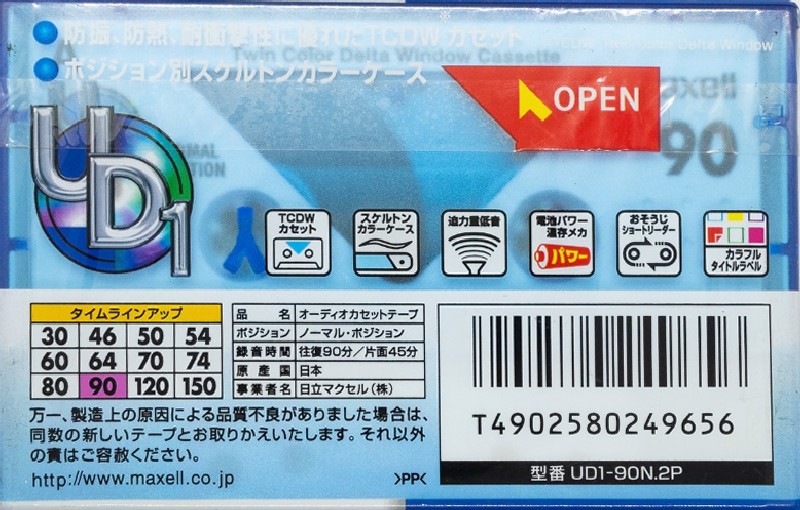 ●防振、防熱、耐衝撃性に優れたTCDWカセット
Twin Color Delta Window Cassette
●ポジション別スケルトンカラーケース
maxell
OPEN
90
UD1
TCDW
カセット
スケルトン
カラーケース
迫力重低音
電池パワー
温存メカ
パワー
おそうじ
ショートリーダー
カラフル
タイトルラベル
タイムラインアップ
30 46 50 54
60 64 70 74
80 90 120 150
品名 オーディオカセットテープ
ポジション ノーマル・ポジション
録音時間 往復90分/片面45分
原産国 日本
事業者名 日立マクセル(株)
万一、製造上の原因による品質不良がありました場合は、
同数の新しいテープとお取りかえいたします。それ以外
の責はご容赦ください。
http://www.maxell.co.jp
>PP<
T4902580249656
型番 UD1-90N.2P